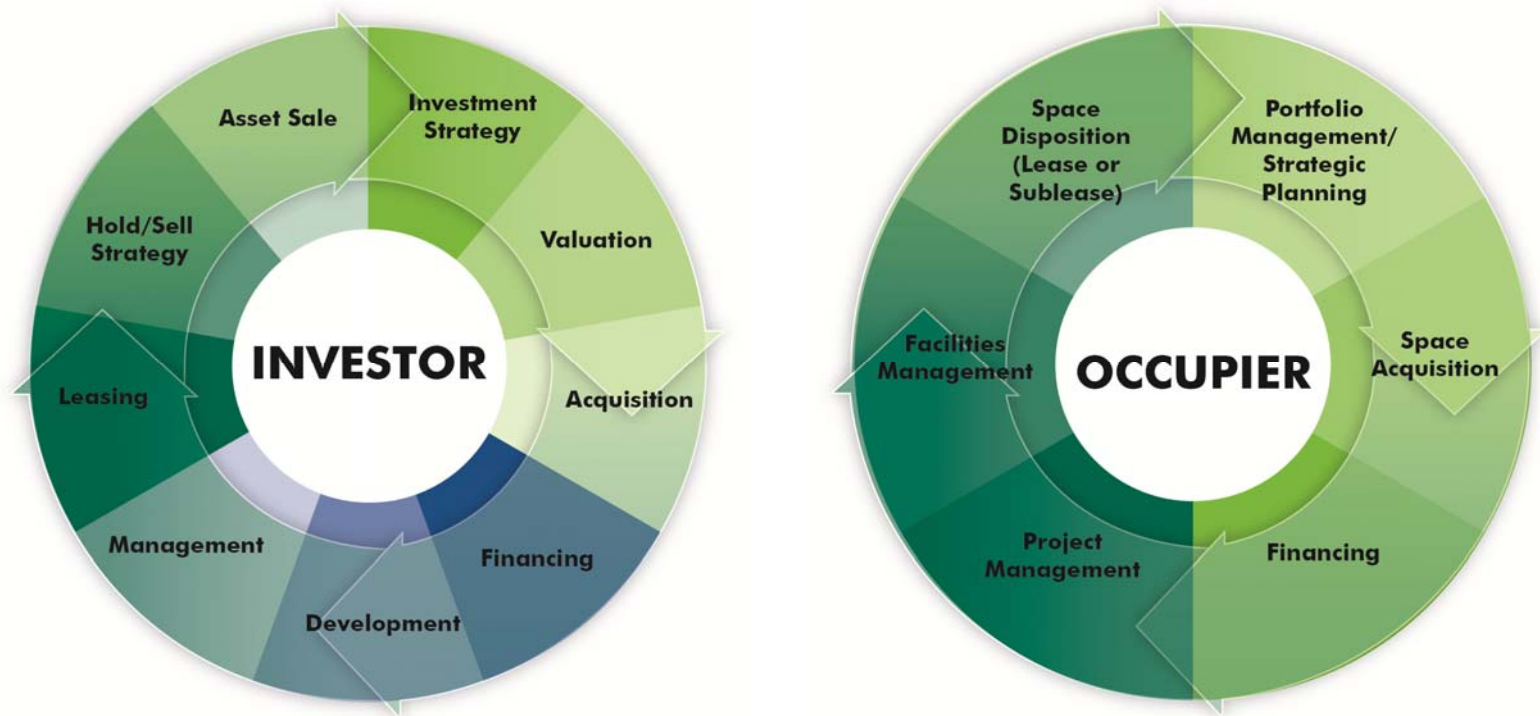 INVESTOR
Investment
Strategy
Valuation
Acquisition
Financing
Development
Management
Leasing
Hold/Sell
Strategy
Asset Sale
OCCUPIER
Portfolio
Management/
Strategic
Planning
Space
Acquisition
Financing
Project
Management
Facilities
Management
Space
Disposition
(Lease or
Sublease)